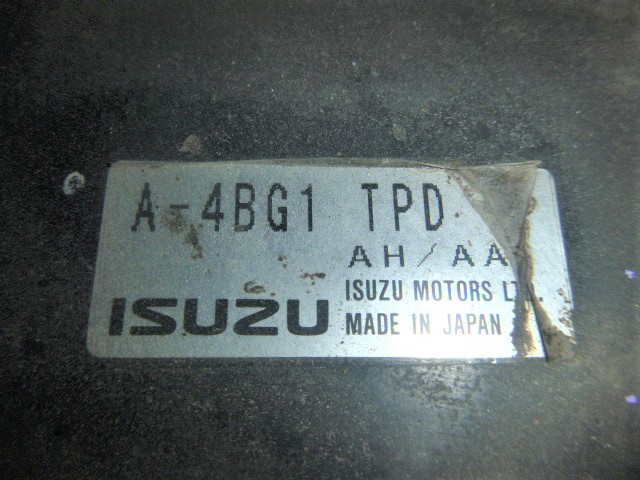 A-4BG1 TPD
AH/AA
ISUZU MOTORS
ISUZU MADE IN JAPAN